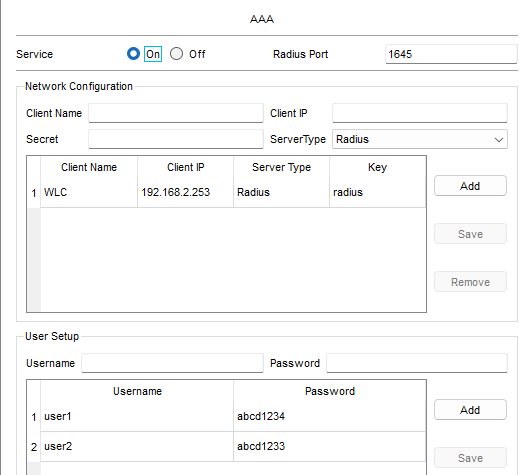 AAA
Service On Off Radius Port 1645
Network Configuration
Client Name Client IP
Secret ServerType Radius
Client Name Client IP Server Type Key
1 WLC 192.168.2.253 Radius radius
Add
Save
Remove
User Setup
Username Password
Username Password
1 user1 abcd1234
2 user2 abcd1233
Add
Save